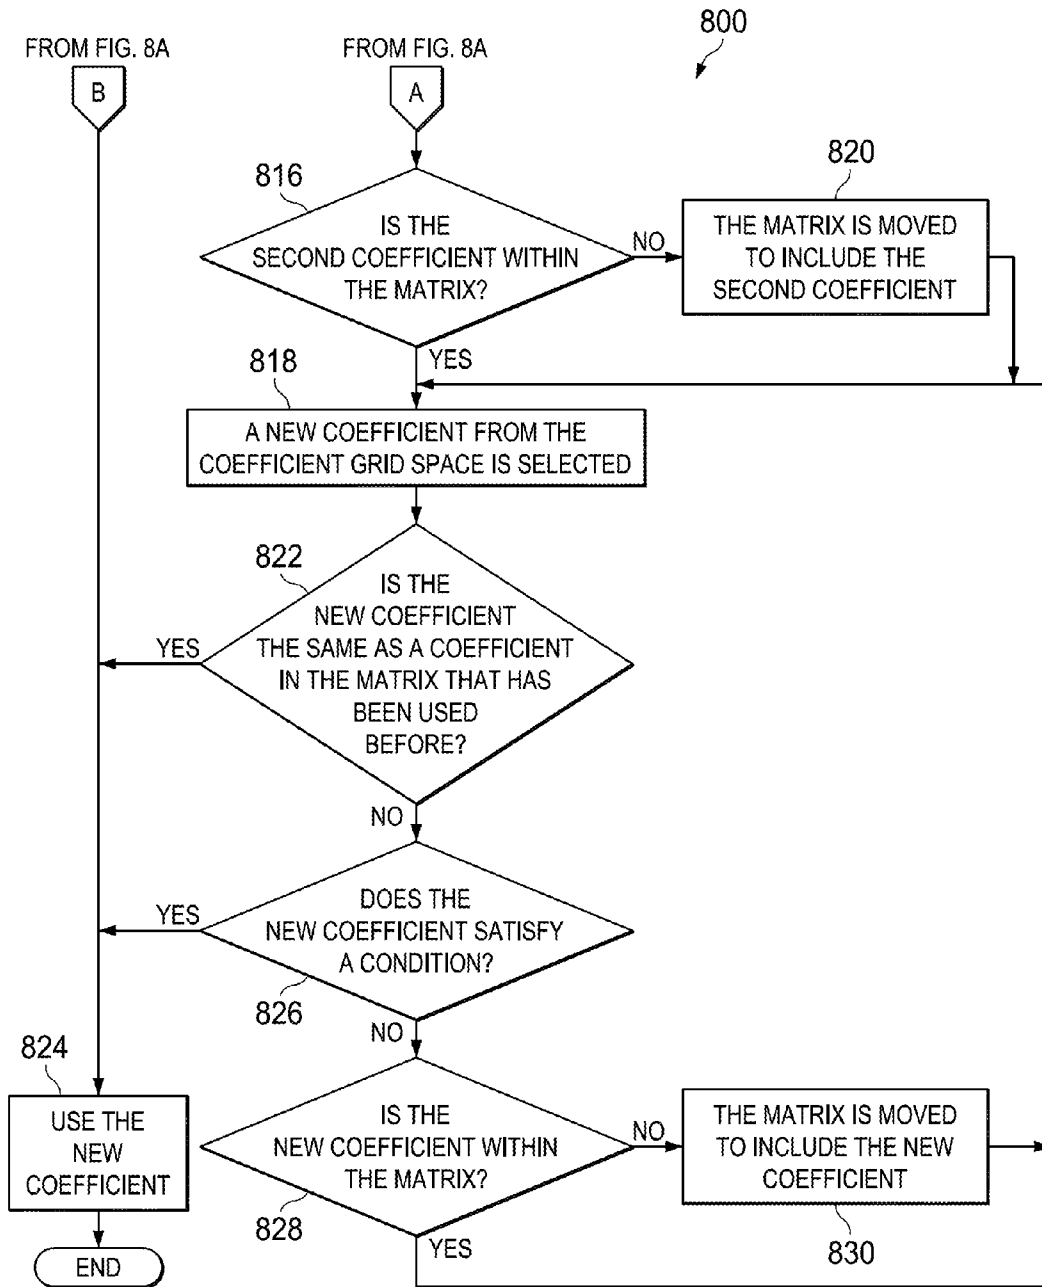 800
FROM FIG. 8A
FROM FIG. 8A
B
A
816
IS THE
SECOND COEFFICIENT WITHIN
THE MATRIX?
NO
820
THE MATRIX IS MOVED
TO INCLUDE THE
SECOND COEFFICIENT
YES
818
A NEW COEFFICIENT FROM THE
COEFFICIENT GRID SPACE IS SELECTED
822
IS THE
NEW COEFFICIENT
THE SAME AS A COEFFICIENT
IN THE MATRIX THAT HAS
BEEN USED
BEFORE?
YES
NO
DOES THE
NEW COEFFICIENT SATISFY
A CONDITION?
YES
826
NO
824
USE THE
NEW
COEFFICIENT
END
IS THE
NEW COEFFICIENT WITHIN
THE MATRIX?
828
NO
THE MATRIX IS MOVED
TO INCLUDE THE NEW
COEFFICIENT
830
YES